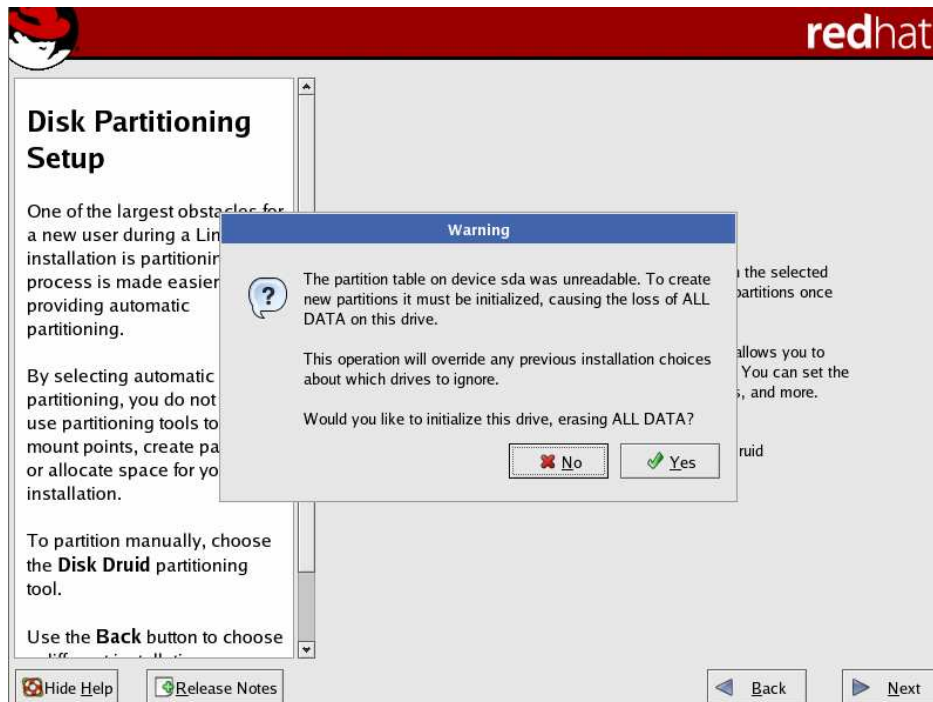 redhat
Disk Partitioning
Setup
One of the largest obstacles for
a new user during a Lin
installation is partitionin
process is made easier
providing automatic
partitioning.
By selecting automatic
partitioning, you do not
use partitioning tools to
mount points, create pa
or allocate space for yo
installation.
To partition manually, choose
the Disk Druid partitioning
tool.
Use the Back button to choose
Warning
The partition table on device sda was unreadable. To create
new partitions it must be initialized, causing the loss of ALL
DATA on this drive.
This operation will override any previous installation choices
about which drives to ignore.
Would you like to initialize this drive, erasing ALL DATA?
No
Yes
the selected
partitions once
allows you to
You can set the
s, and more.
ruid
Hide Help
Release Notes
Back
Next